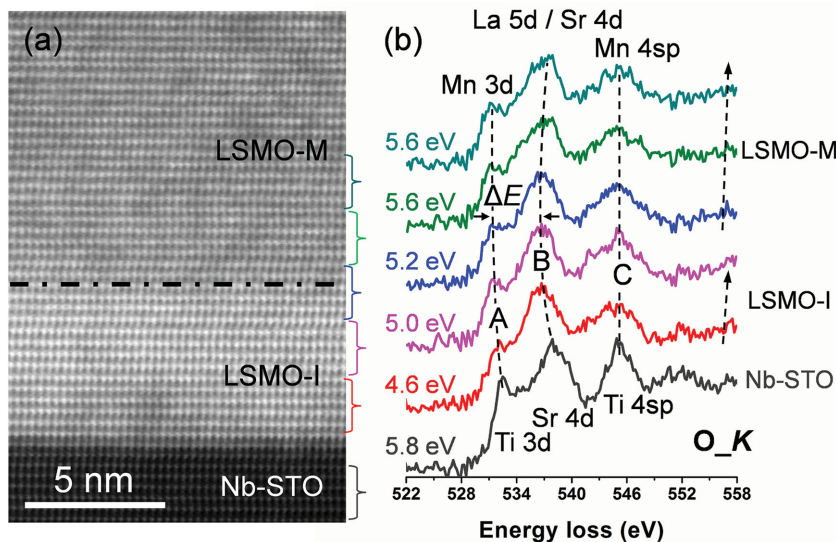 (a)
LSMO-M
LSMO-I
Nb-STO
5 nm
(b)
La 5d / Sr 4d
Mn 3d
Mn 4sp
5.6 eV
LSMO-M
5.6 eV
ΔE
5.2 eV
B
C
LSMO-I
5.0 eV
A
4.6 eV
Nb-STO
Sr 4d
Ti 4sp
Ti 3d
5.8 eV
O_K
522 528 534 540 546 552 558
Energy loss (eV)